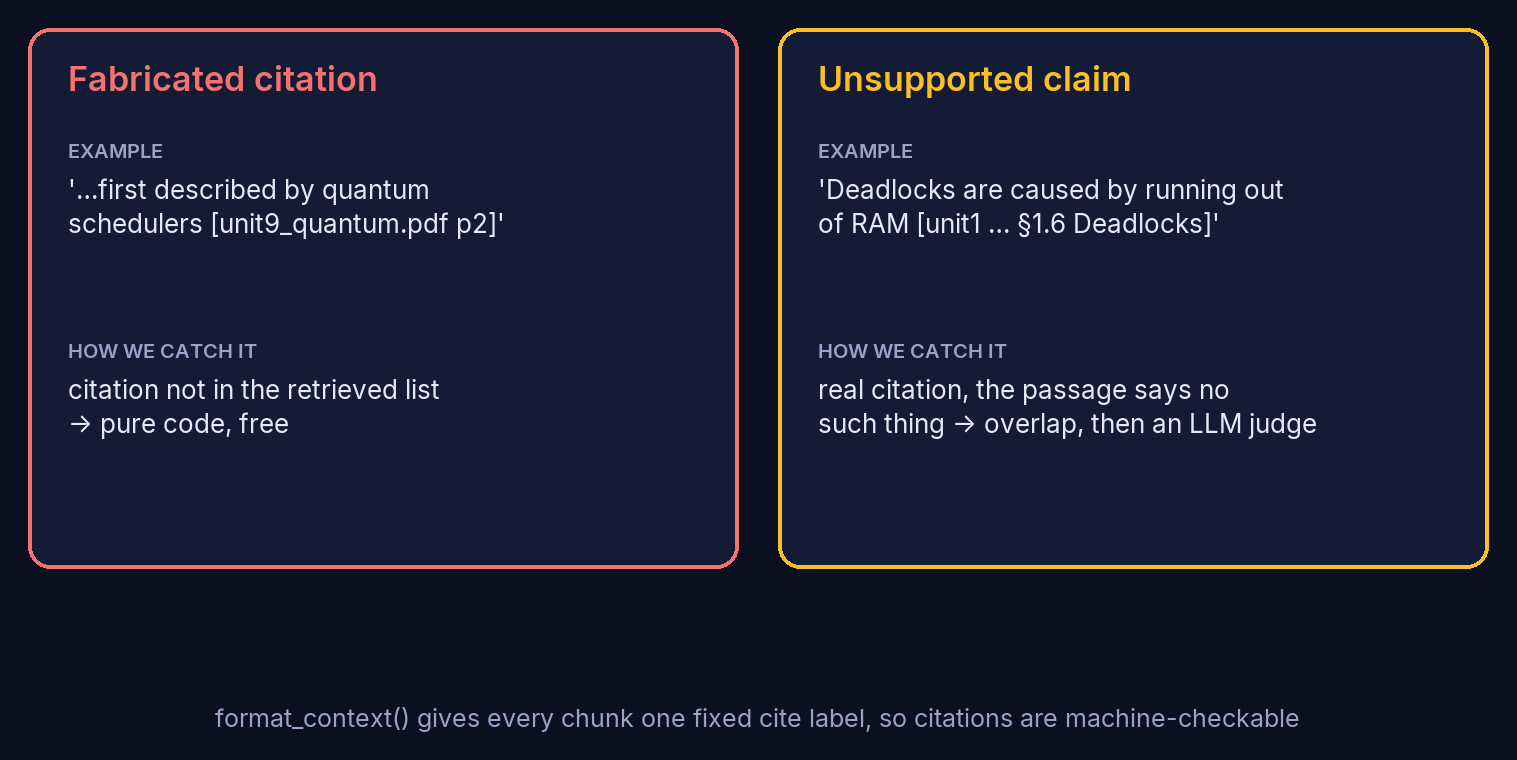 Fabricated citation
EXAMPLE
'...first described by quantum
schedulers [unit9_quantum.pdf p2]'
HOW WE CATCH IT
citation not in the retrieved list
→ pure code, free
Unsupported claim
EXAMPLE
'Deadlocks are caused by running out
of RAM [unit1 ... §1.6 Deadlocks]'
HOW WE CATCH IT
real citation, the passage says no
such thing → overlap, then an LLM judge
format_context() gives every chunk one fixed cite label, so citations are machine-checkable